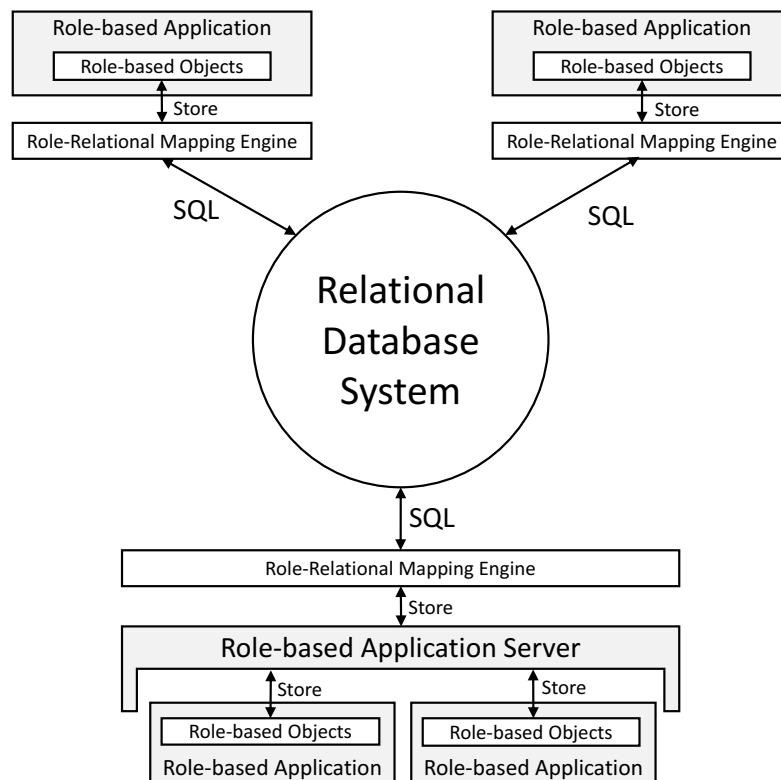 Role-based Application
Role-based Objects
Store
Role-Relational Mapping Engine
SQL
Role-based Application
Role-based Objects
Store
Role-Relational Mapping Engine
SQL
Relational
Database
System
SQL
Role-Relational Mapping Engine
Store
Role-based Application Server
Store
Role-based Objects
Role-based Application
Store
Role-based Objects
Role-based Application